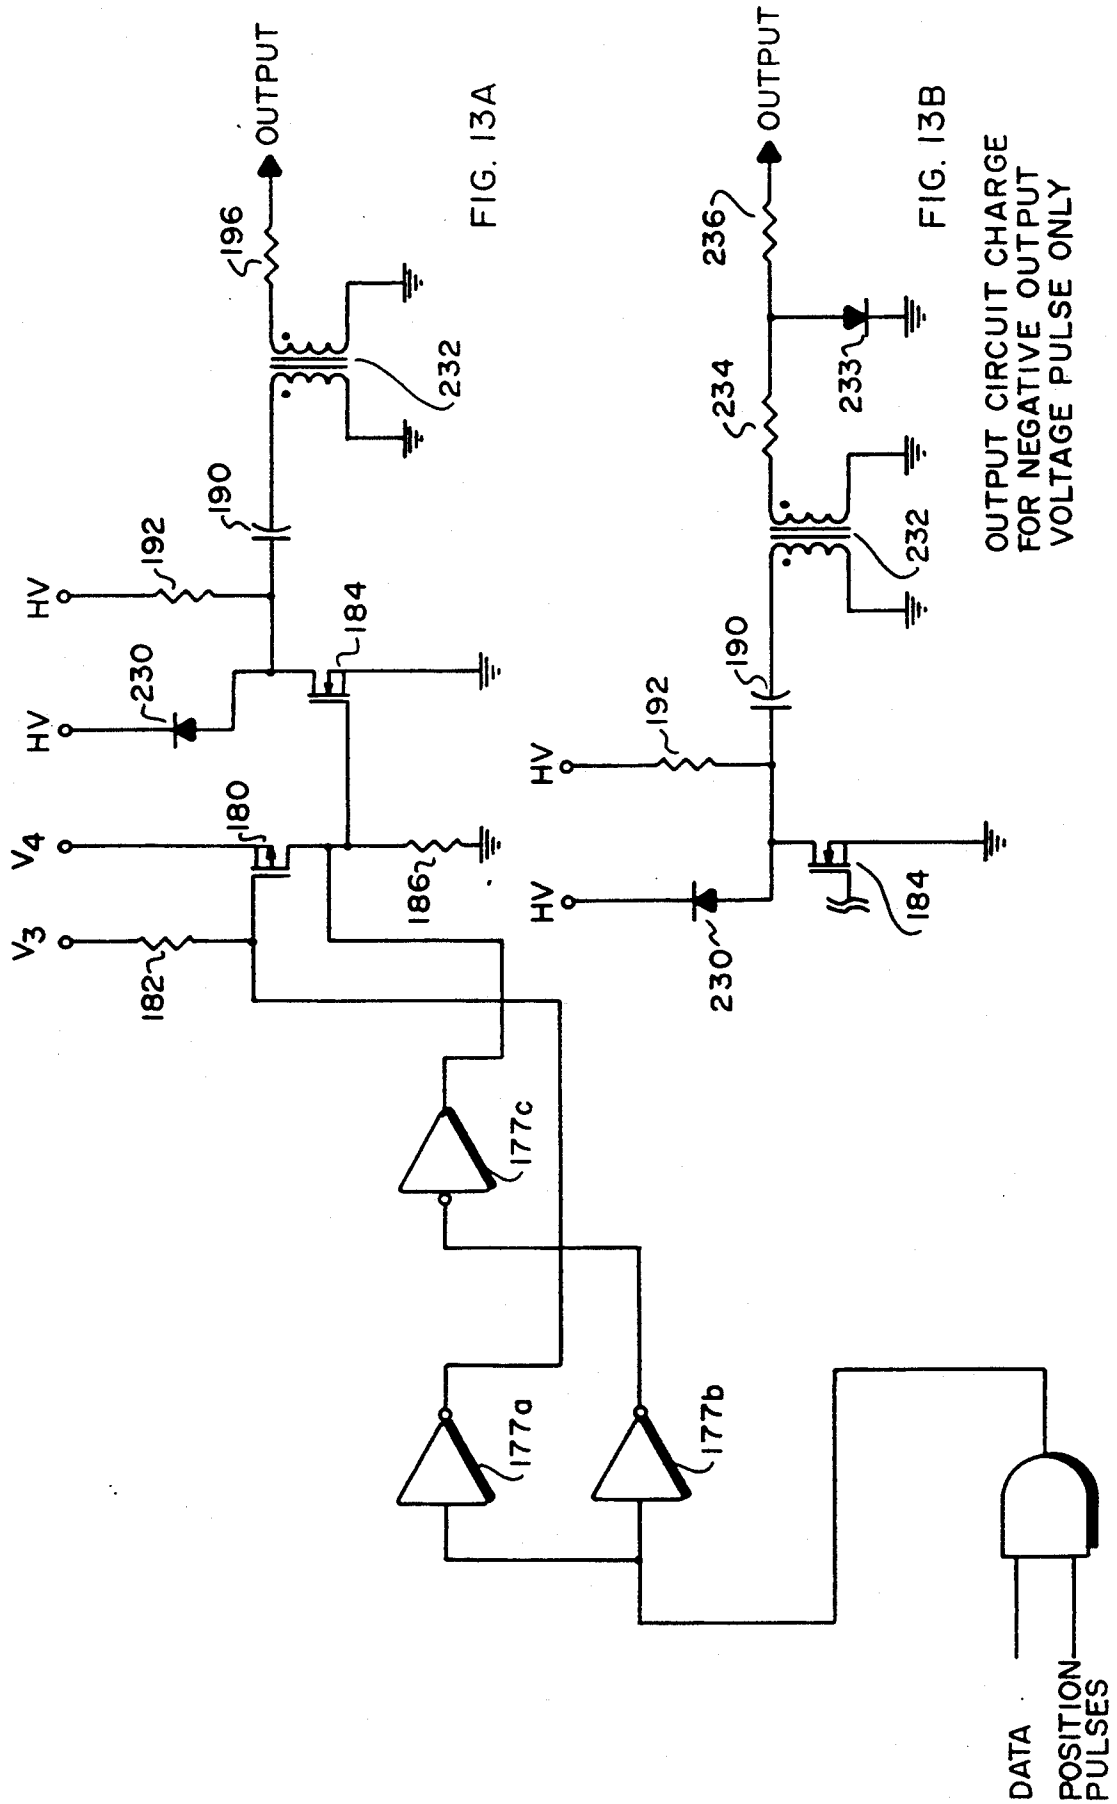 DATA
POSITION
PULSES
177a
177b
177c
V3
182
V4
180
186
HV
230
HV
192
184
190
232
196
OUTPUT
FIG. 13A
HV
230
HV
192
184
190
232
234
233
236
OUTPUT
FIG. 13B
OUTPUT CIRCUIT CHARGE
FOR NEGATIVE OUTPUT
VOLTAGE PULSE ONLY